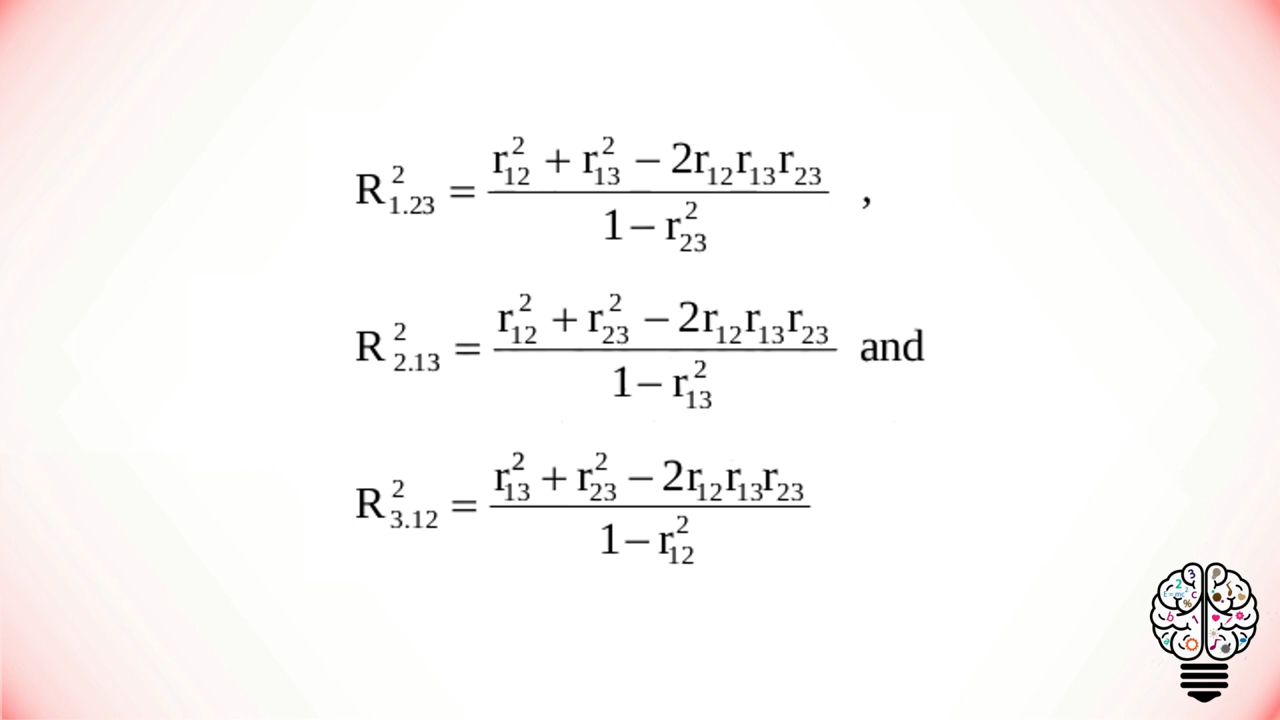 R²₁.₂₃ = (r²₁₂ + r²₁₃ − 2r₁₂r₁₃r₂₃) / (1 − r²₂₃) ,
R²₂.₁₃ = (r²₁₂ + r²₂₃ − 2r₁₂r₁₃r₂₃) / (1 − r²₁₃) and
R²₃.₁₂ = (r²₁₃ + r²₂₃ − 2r₁₂r₁₃r₂₃) / (1 − r²₁₂)